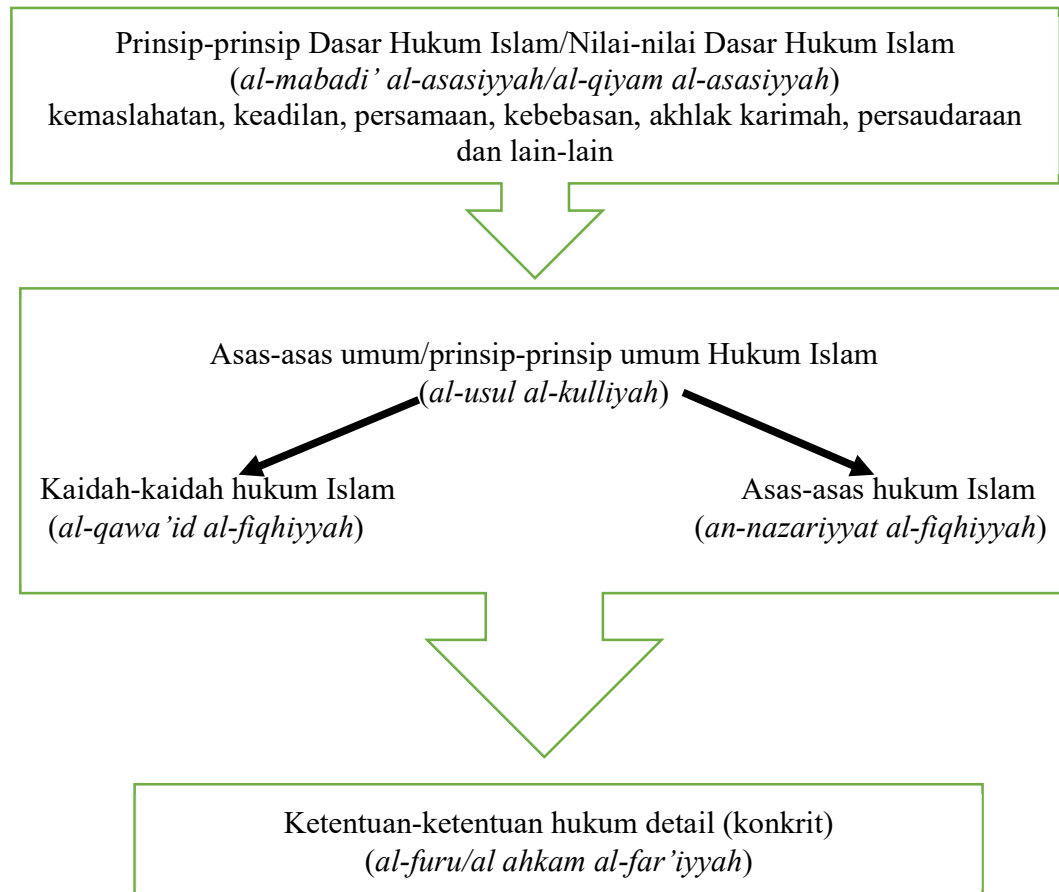 Prinsip-prinsip Dasar Hukum Islam/Nilai-nilai Dasar Hukum Islam
(al-mabadi’ al-asasiyyah/al-qiyam al-asasiyyah)
kemaslahatan, keadilan, persamaan, kebebasan, akhlak karimah, persaudaraan
dan lain-lain
Asas-asas umum/prinsip-prinsip umum Hukum Islam
(al-usul al-kulliyah)
Kaidah-kaidah hukum Islam
(al-qawa’id al-fiqhiyyah)
Asas-asas hukum Islam
(an-nazariyyat al-fiqhiyyah)
Ketentuan-ketentuan hukum detail (konkrit)
(al-furu/al ahkam al-far’iyyah)